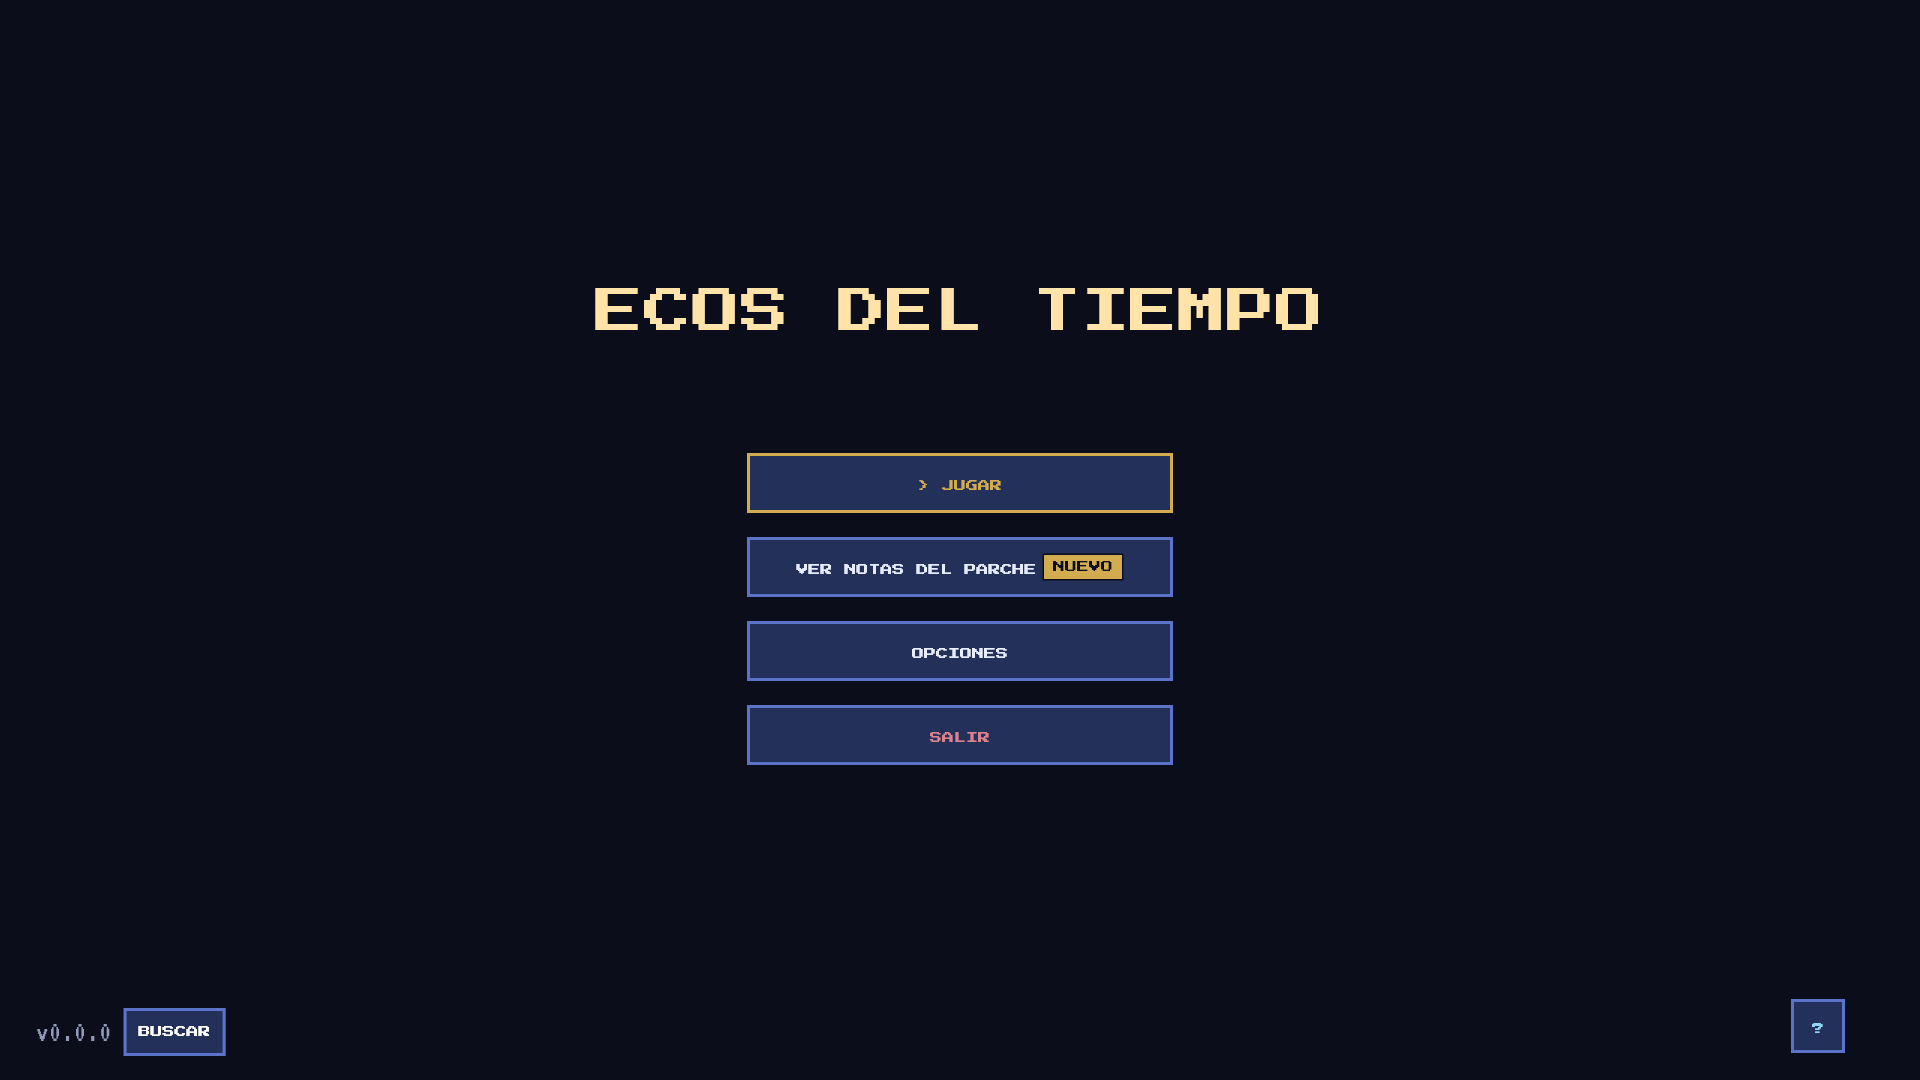 ECOS DEL TIEMPO
> JUGAR
VER NOTAS DEL PARCHE NUEVO
OPCIONES
SALIR
v0.0.0 BUSCAR
?